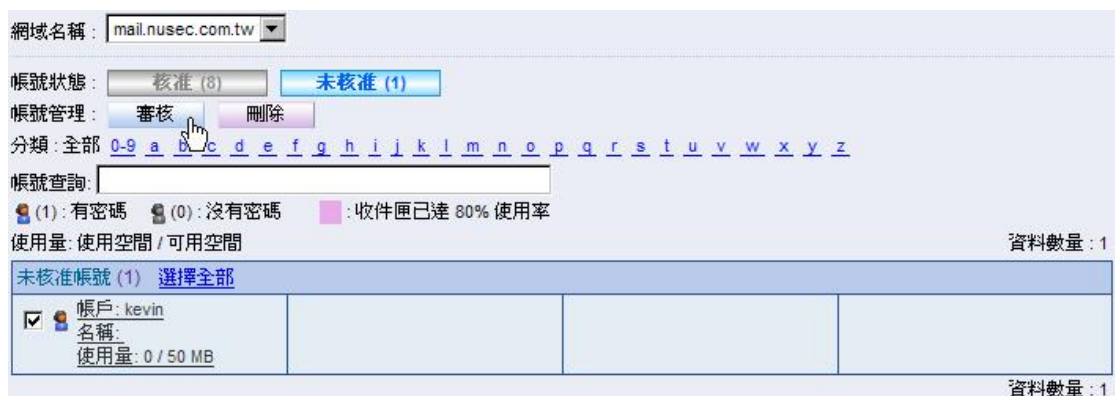 網域名稱 : mail.nusec.com.tw
帳號狀態 : 核准 (8) 未核准 (1)
帳號管理 : 審核 刪除
分類 : 全部 0-9 a b c d e f g h i j k l m n o p q r s t u v w x y z
帳號查詢:
(1) : 有密碼 (0) : 沒有密碼 : 收件匣已達 80% 使用率
使用量: 使用空間 / 可用空間 資料數量 : 1
未核准帳號 (1) 選擇全部
帳戶: kevin
名稱:
使用量: 0 / 50 MB
資料數量 : 1